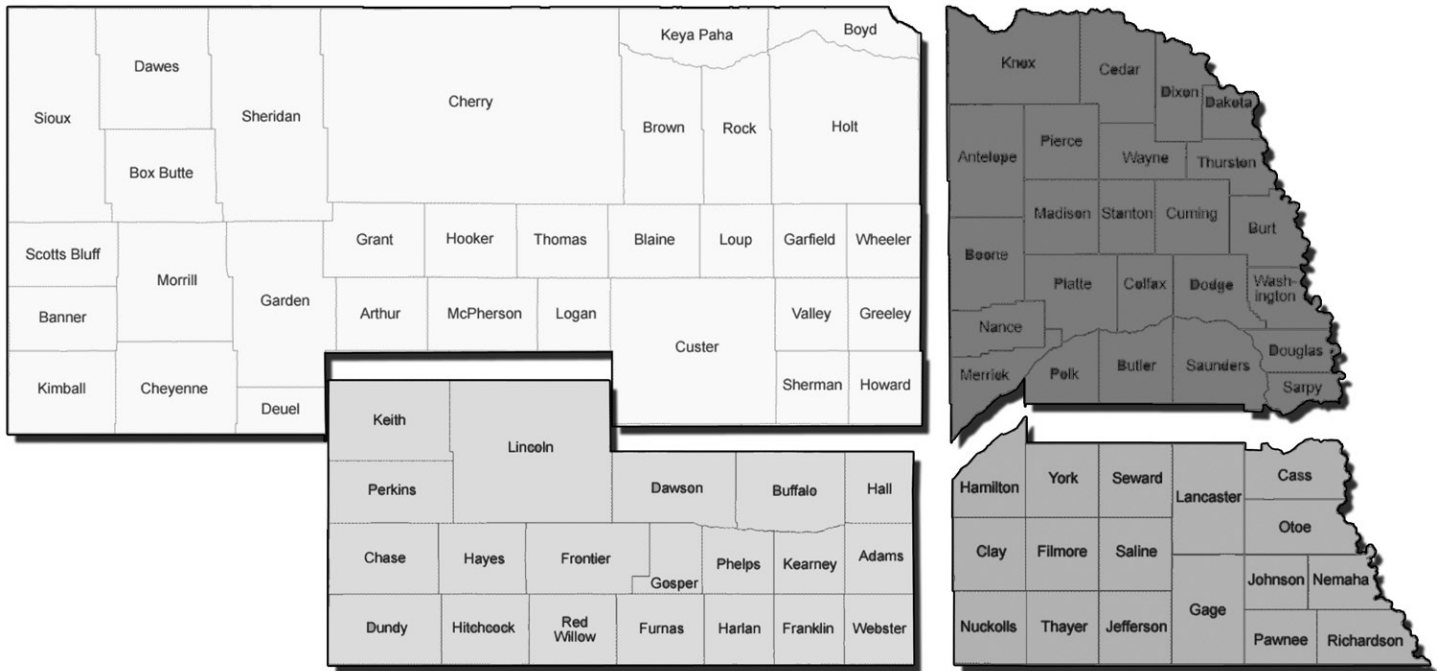 Keya Paha
Boyd
Dawes
Sioux
Sheridan
Cherry
Brown
Rock
Holt
Box Butte
Scotts Bluff
Morrill
Grant
Hooker
Thomas
Blaine
Loup
Garfield
Wheeler
Banner
Garden
Arthur
McPherson
Logan
Custer
Valley
Greeley
Kimball
Cheyenne
Deuel
Sherman
Howard
Knox
Cedar
Dixon
Dakota
Antelope
Pierce
Wayne
Thurston
Madison
Stanton
Cuming
Burt
Boone
Platte
Colfax
Dodge
Wash-
ington
Nance
Merrick
Polk
Butler
Saunders
Douglas
Sarpy
Keith
Lincoln
Perkins
Dawson
Buffalo
Hall
Chase
Hayes
Frontier
Gosper
Phelps
Kearney
Adams
Dundy
Hitchcock
Red
Willow
Furnas
Harlan
Franklin
Webster
Hamilton
York
Seward
Lancaster
Cass
Otoe
Clay
Filmore
Saline
Johnson
Nemaha
Gage
Nuckolls
Thayer
Jefferson
Pawnee
Richardson